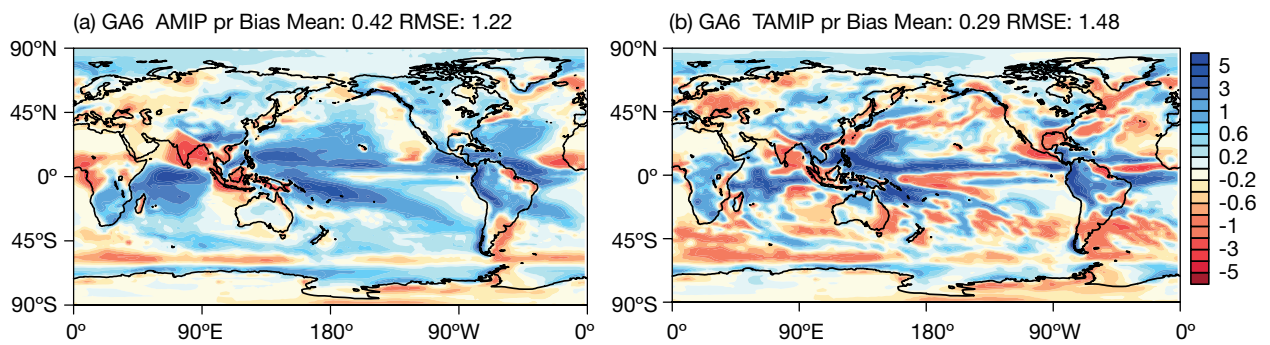 (a) GA6 AMIP pr Bias Mean: 0.42 RMSE: 1.22
(b) GA6 TAMIP pr Bias Mean: 0.29 RMSE: 1.48
90ºN
45ºN
0º
45ºS
90ºS
0º 90ºE 180º 90ºW 0º
90ºN
45ºN
0º
45ºS
90ºS
0º 90ºE 180º 90ºW 0º
5
3
1
0.6
0.2
-0.2
-0.6
-1
-3
-5